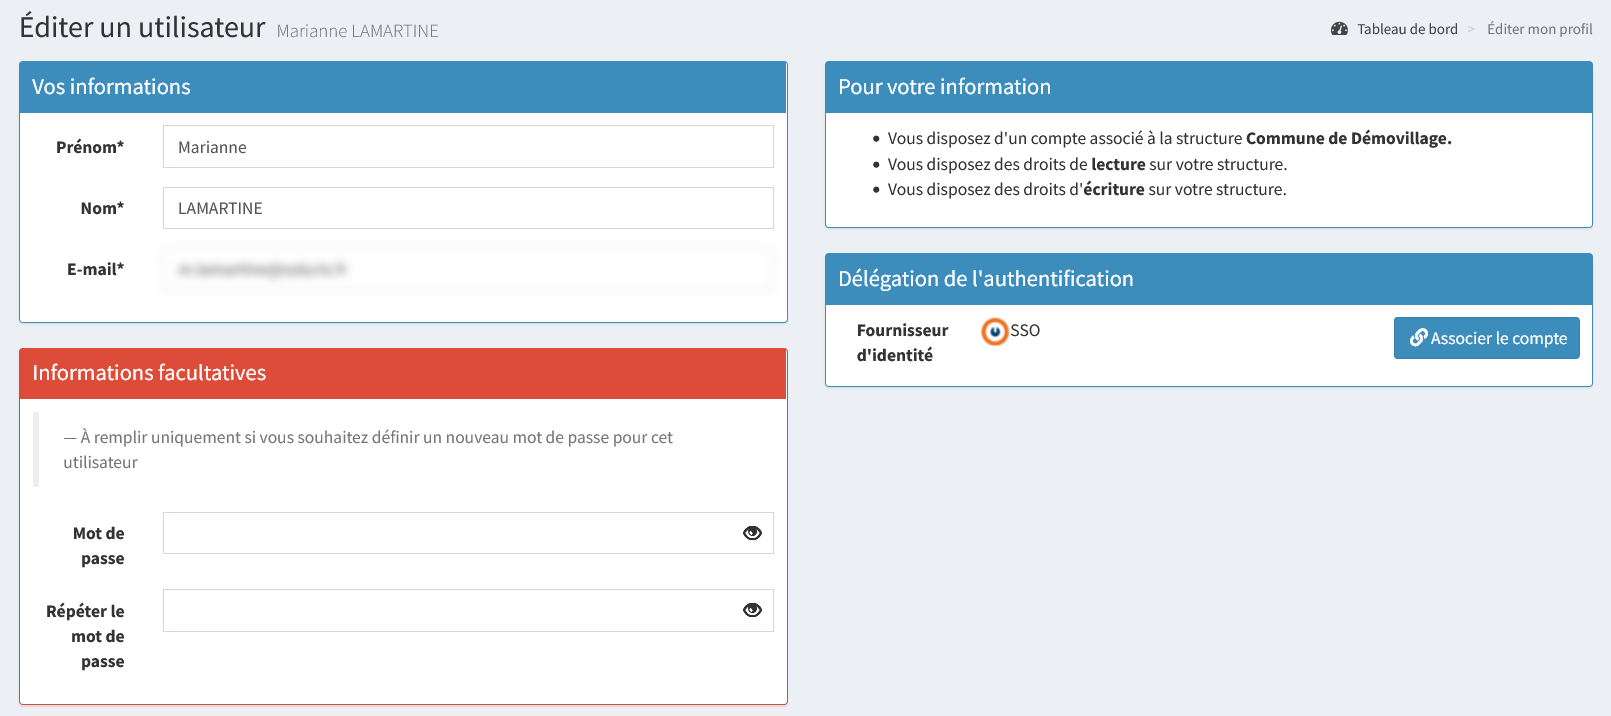 Éditer un utilisateur Marianne LAMARTINE
Tableau de bord > Éditer mon profil
Vos informations
Prénom* Marianne
Nom* LAMARTINE
E-mail*
Informations facultatives
— À remplir uniquement si vous souhaitez définir un nouveau mot de passe pour cet
utilisateur
Mot de
passe
Répéter le
mot de
passe
Pour votre information
• Vous disposez d'un compte associé à la structure Commune de Démovillage.
• Vous disposez des droits de lecture sur votre structure.
• Vous disposez des droits d'écriture sur votre structure.
Délégation de l'authentification
Fournisseur
d'identité
SSO
Associer le compte